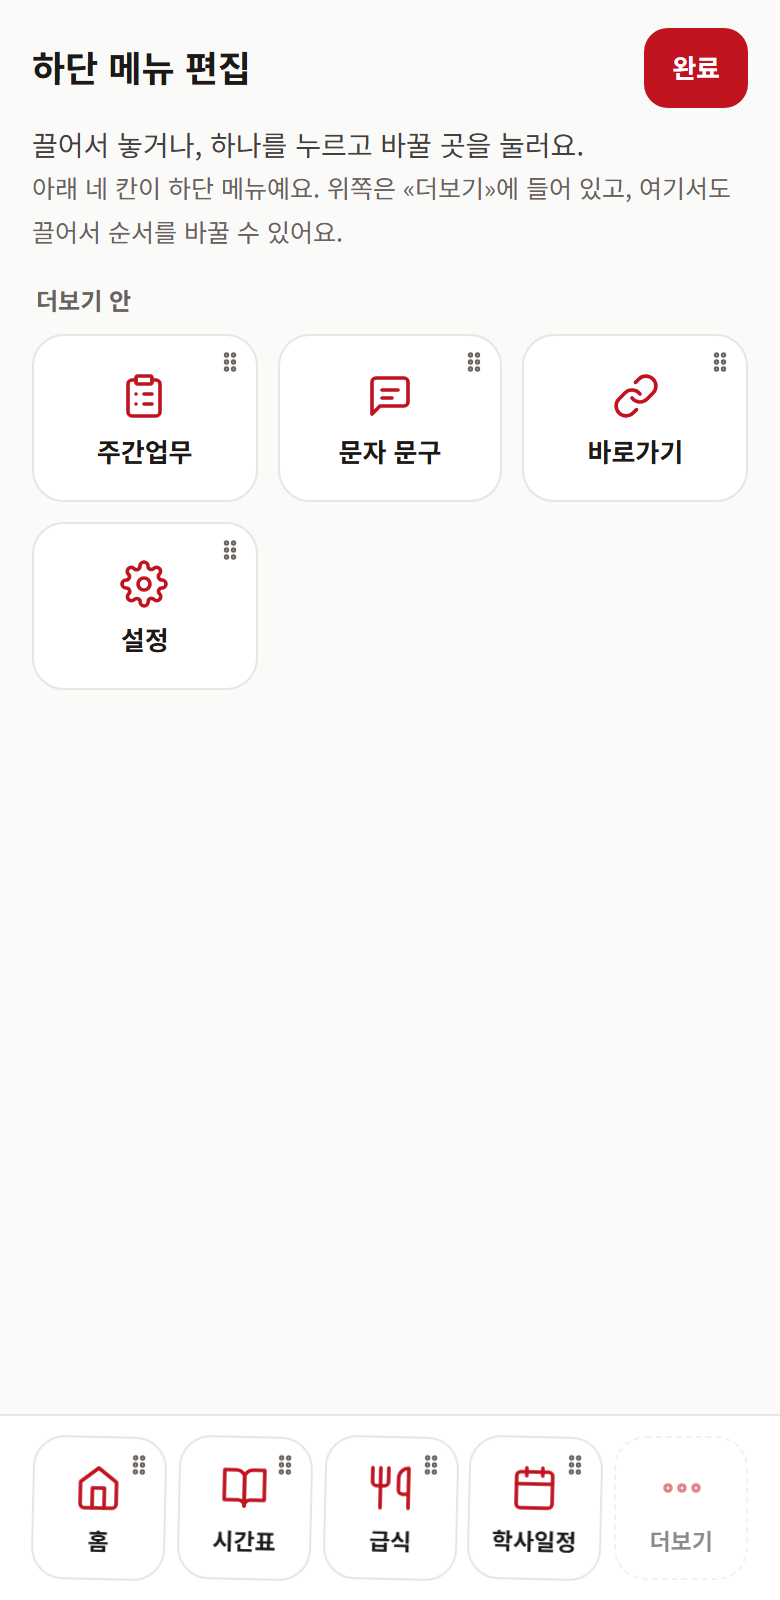 하단 메뉴 편집
완료
끌어서 놓거나, 하나를 누르고 바꿀 곳을 눌러요.
아래 네 칸이 하단 메뉴예요. 위쪽은 «더보기»에 들어 있고, 여기서도
끌어서 순서를 바꿀 수 있어요.
더보기 안
주간업무
문자 문구
바로가기
설정
홈
시간표
급식
학사일정
더보기